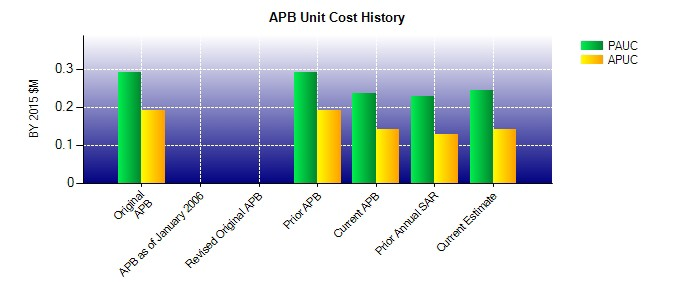 APB Unit Cost History
PAUC
APUC
BY 2015 $M
0.3
0.2
0.1
0
Original
APB
APB as of January 2006
Revised Original APB
Prior APB
Current APB
Prior Annual SAR
Current Estimate